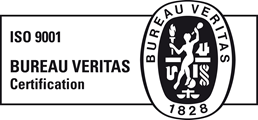 ISO 9001
BUREAU VERITAS
Certification
BUREAU VERITAS
1828